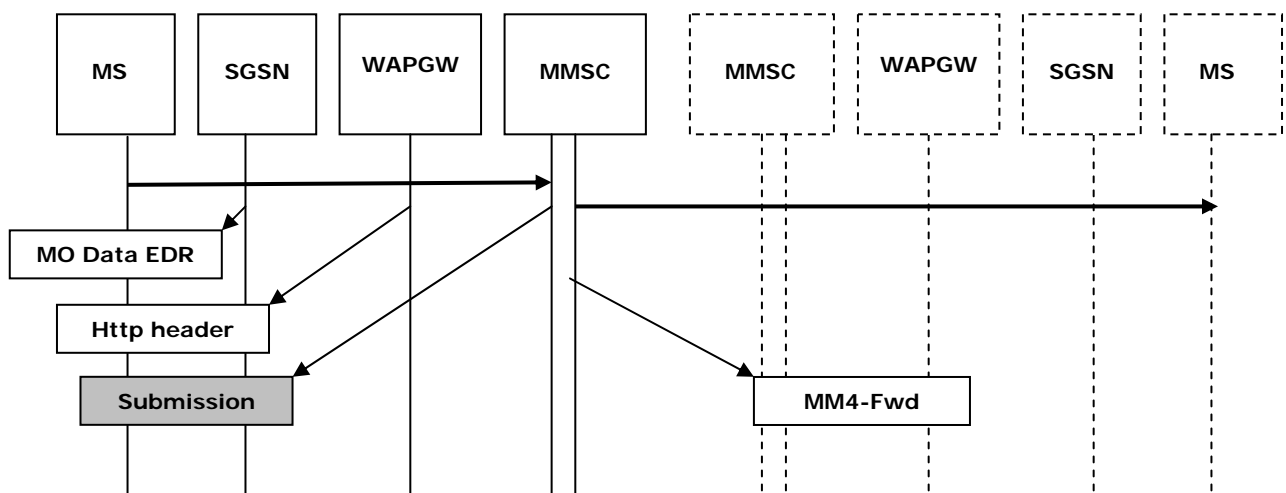 MS
SGSN
WAPGW
MMSC
MMSC
WAPGW
SGSN
MS
MO Data EDR
Http header
Submission
MM4-Fwd